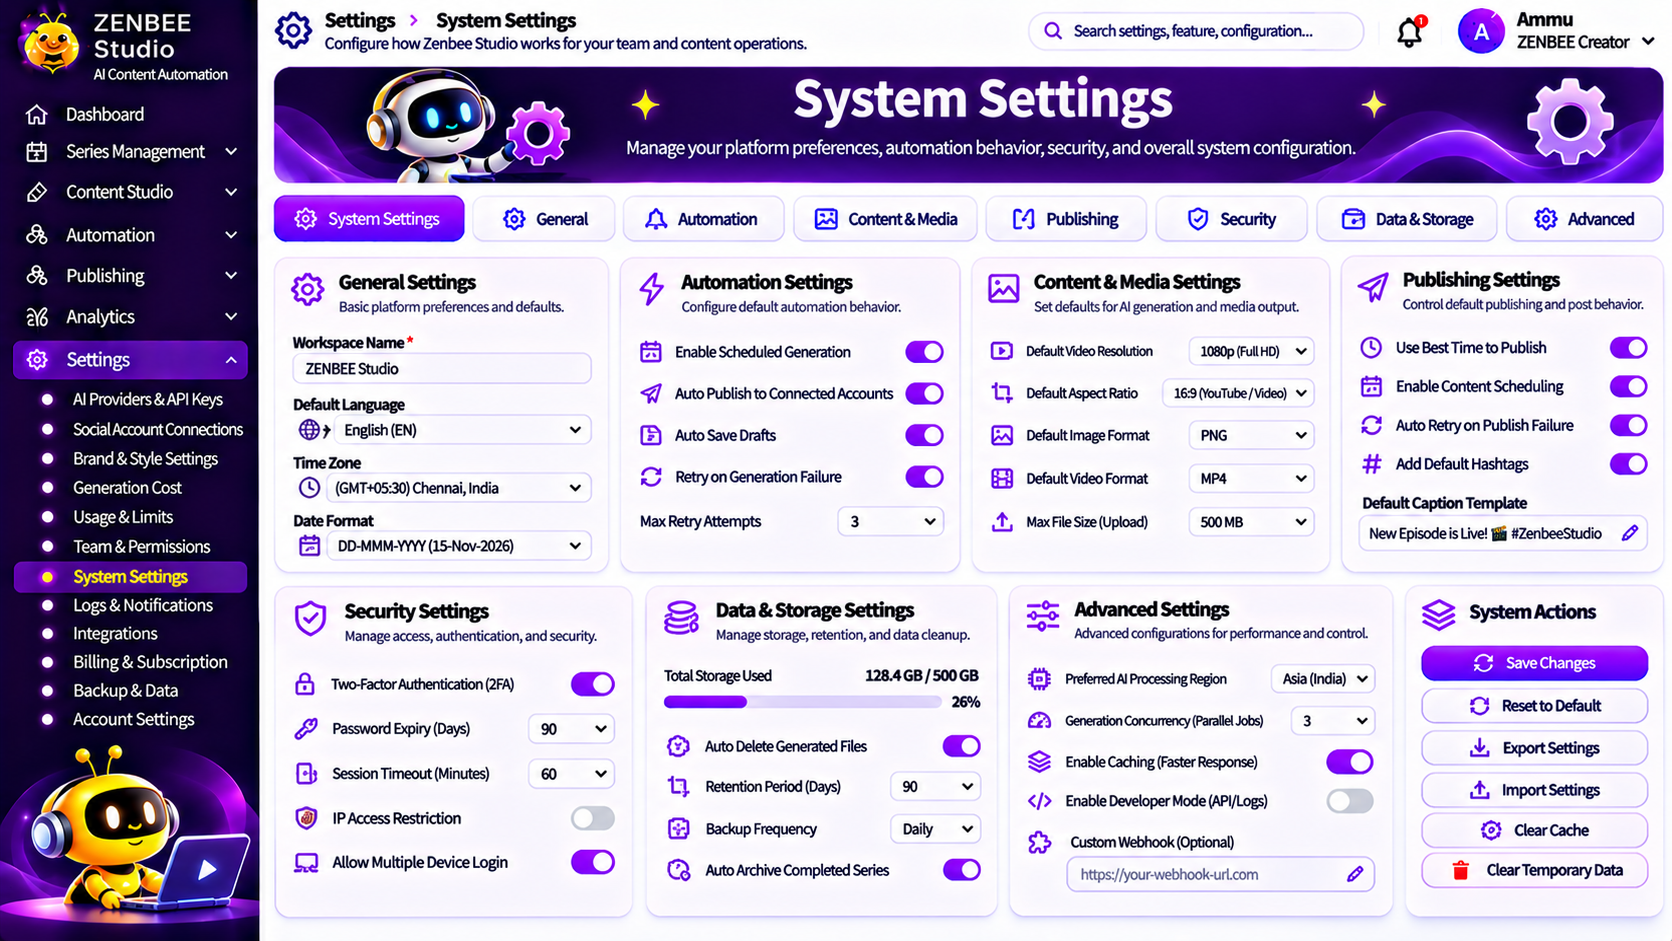 ZENBEE
Studio
AI Content Automation
Dashboard
Series Management
Content Studio
Automation
Publishing
Analytics
Settings
AI Providers & API Keys
Social Account Connections
Brand & Style Settings
Generation Cost
Usage & Limits
Team & Permissions
System Settings
Logs & Notifications
Integrations
Billing & Subscription
Backup & Data
Account Settings
Settings > System Settings
Configure how Zenbee Studio works for your team and content operations.
Search settings, feature, configuration...
1
A
Ammu
ZENBEE Creator
System Settings
Manage your platform preferences, automation behavior, security, and overall system configuration.
System Settings
General
Automation
Content & Media
Publishing
Security
Data & Storage
Advanced
General Settings
Basic platform preferences and defaults.
Workspace Name *
ZENBEE Studio
Default Language
English (EN)
Time Zone
(GMT+05:30) Chennai, India
Date Format
DD-MMM-YYYY (15-Nov-2026)
Automation Settings
Configure default automation behavior.
Enable Scheduled Generation
Auto Publish to Connected Accounts
Auto Save Drafts
Retry on Generation Failure
Max Retry Attempts 3
Content & Media Settings
Set defaults for AI generation and media output.
Default Video Resolution 1080p (Full HD)
Default Aspect Ratio 16:9 (YouTube / Video)
Default Image Format PNG
Default Video Format MP4
Max File Size (Upload) 500 MB
Publishing Settings
Control default publishing and post behavior.
Use Best Time to Publish
Enable Content Scheduling
Auto Retry on Publish Failure
Add Default Hashtags
Default Caption Template
New Episode is Live! 🎬 #ZenbeeStudio
Security Settings
Manage access, authentication, and security.
Two-Factor Authentication (2FA)
Password Expiry (Days) 90
Session Timeout (Minutes) 60
IP Access Restriction
Allow Multiple Device Login
Data & Storage Settings
Manage storage, retention, and data cleanup.
Total Storage Used 128.4 GB / 500 GB
26%
Auto Delete Generated Files
Retention Period (Days) 90
Backup Frequency Daily
Auto Archive Completed Series
Advanced Settings
Advanced configurations for performance and control.
Preferred AI Processing Region Asia (India)
Generation Concurrency (Parallel Jobs) 3
Enable Caching (Faster Response)
Enable Developer Mode (API/Logs)
Custom Webhook (Optional)
https://your-webhook-url.com
System Actions
Save Changes
Reset to Default
Export Settings
Import Settings
Clear Cache
Clear Temporary Data